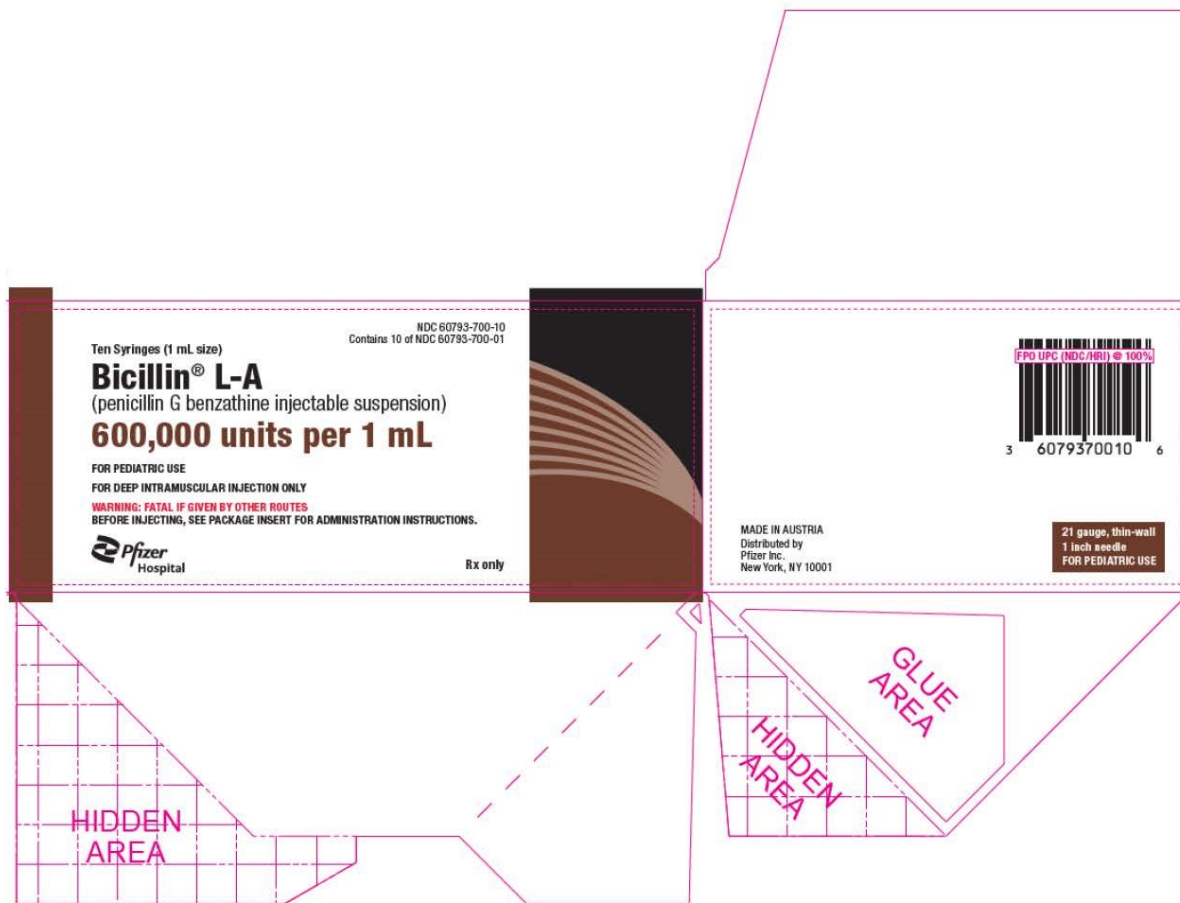 NDC 60793-700-10
Contains 10 of NDC 60793-700-01
Ten Syringes (1 mL size)
Bicillin® L-A
(penicillin G benzathine injectable suspension)
600,000 units per 1 mL
FOR PEDIATRIC USE
FOR DEEP INTRAMUSCULAR INJECTION ONLY
WARNING: FATAL IF GIVEN BY OTHER ROUTES
BEFORE INJECTING, SEE PACKAGE INSERT FOR ADMINISTRATION INSTRUCTIONS.
Pfizer
Hospital
Rx only
FPO UPC (NDC/HRI) @ 100%
3 6079370010 6
MADE IN AUSTRIA
Distributed by
Pfizer Inc.
New York, NY 10001
21 gauge, thin-wall
1 inch needle
FOR PEDIATRIC USE
HIDDEN
AREA
HIDDEN
AREA
GLUE
AREA